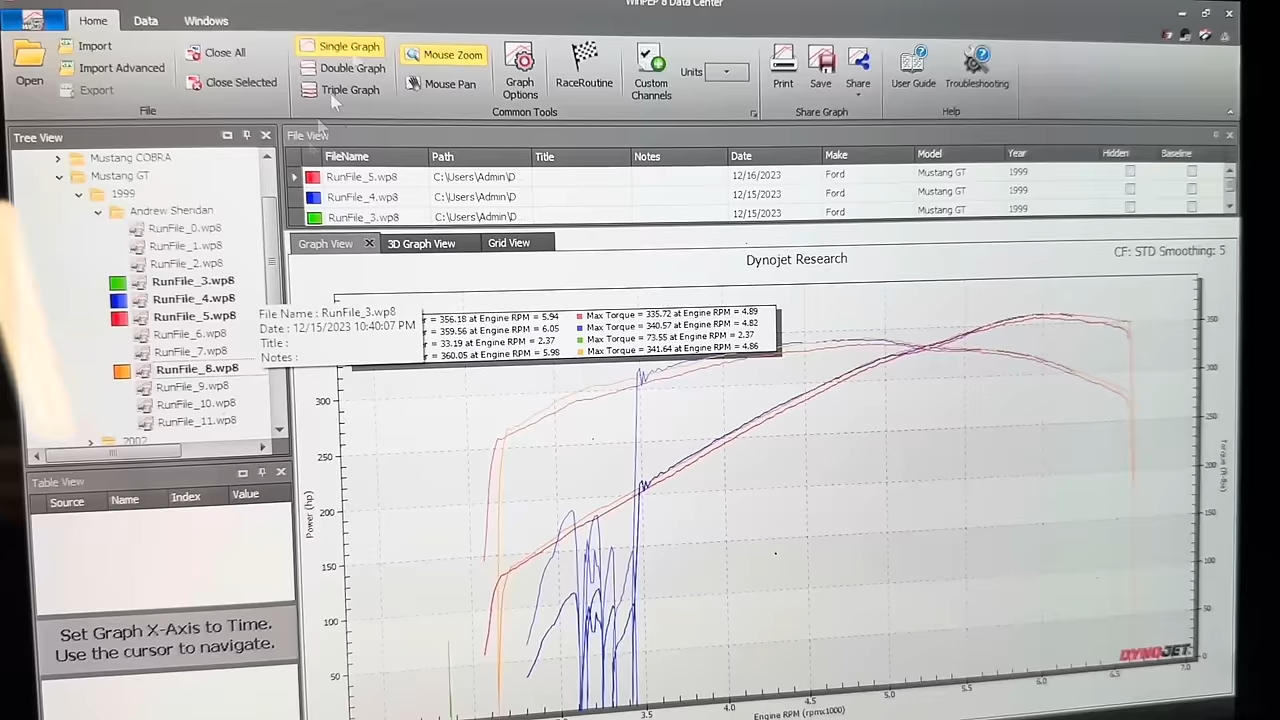 WinPEP 8 Data Center
Home Data Windows
Open
Import
Import Advanced
Export
Close All
Close Selected
File
Single Graph
Double Graph
Triple Graph
Mouse Zoom
Mouse Pan
Graph Options
RaceRoutine
Custom Channels
Units
Common Tools
Print
Save
Share
Share Graph
User Guide
Troubleshooting
Help
Tree View
Mustang COBRA
Mustang GT
1999
Andrew Sheridan
RunFile_0.wp8
RunFile_1.wp8
RunFile_2.wp8
RunFile_3.wp8
RunFile_4.wp8
RunFile_5.wp8
RunFile_6.wp8
RunFile_7.wp8
RunFile_8.wp8
RunFile_9.wp8
RunFile_10.wp8
RunFile_11.wp8
2002
File View
FileName Path Title Notes Date Make Model Year Hidden Baseline
RunFile_5.wp8 C:\Users\Admin\D 12/16/2023 Ford Mustang GT 1999
RunFile_4.wp8 C:\Users\Admin\D 12/15/2023 Ford Mustang GT 1999
RunFile_3.wp8 C:\Users\Admin\D 12/15/2023 Ford Mustang GT 1999
Graph View 3D Graph View Grid View
Dynojet Research
CF: STD Smoothing: 5
File Name : RunFile_3.wp8
Date : 12/15/2023 10:40:07 PM
Title :
Notes :
r = 356.18 at Engine RPM = 5.94 Max Torque = 335.72 at Engine RPM = 4.89
r = 359.56 at Engine RPM = 6.05 Max Torque = 340.57 at Engine RPM = 4.82
r = 33.19 at Engine RPM = 2.37 Max Torque = 73.55 at Engine RPM = 2.37
r = 360.05 at Engine RPM = 5.98 Max Torque = 341.64 at Engine RPM = 4.86
300
250
200
150
100
50
Power (hp)
350
300
250
200
150
100
50
0
Torque (ft-lbs)
3.5 4.0 4.5 5.0 5.5 6.0 6.5 7.0
Engine RPM (rpmx1000)
DYNOJET
Table View
Source Name Index Value
Set Graph X-Axis to Time.
Use the cursor to navigate.